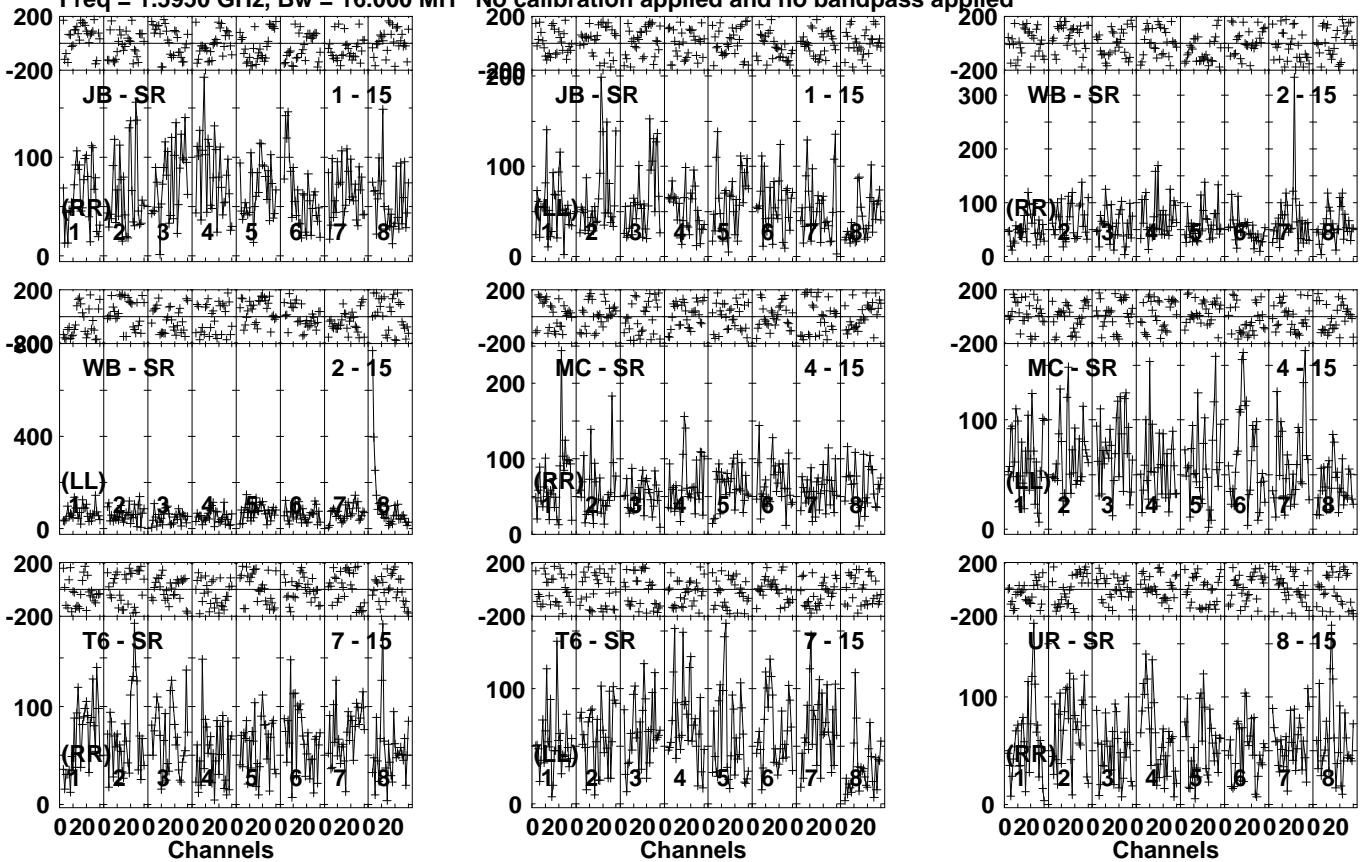 Freq = 1.5950 GHz, Bw = 16.000 MH No calibration applied and no bandpass applied
200 200 200
-200 -200 -200
JB - SR 1 - 15 JB - SR 1 - 15 WB - SR 2 - 15
200 300
200
100 100 100
(RR) (LL) (RR)
1 2 3 4 5 6 7 8 1 2 3 4 5 6 7 8 1 2 3 4 5 6 7 8
0 0 0
200 200 200
-200 -200 -200
800
WB - SR 2 - 15 MC - SR 4 - 15 MC - SR 4 - 15
200
400 100 100
(LL) (RR) (LL)
1 2 3 4 5 6 7 8 1 2 3 4 5 6 7 8 1 2 3 4 5 6 7 8
0 0 0
200 200 200
-200 -200 -200
T6 - SR 7 - 15 T6 - SR 7 - 15 UR - SR 8 - 15
100 100 100
(RR) (LL) (RR)
1 2 3 4 5 6 7 8 1 2 3 4 5 6 7 8 1 2 3 4 5 6 7 8
0 0 0
0 20 0 20 0 20 0 20 0 20 0 20 0 20 0 20 0 20 0 20 0 20 0 20 0 20 0 20 0 20 0 20 0 20 0 20 0 20 0 20 0 20 0 20 0 20 0 20
Channels Channels Channels